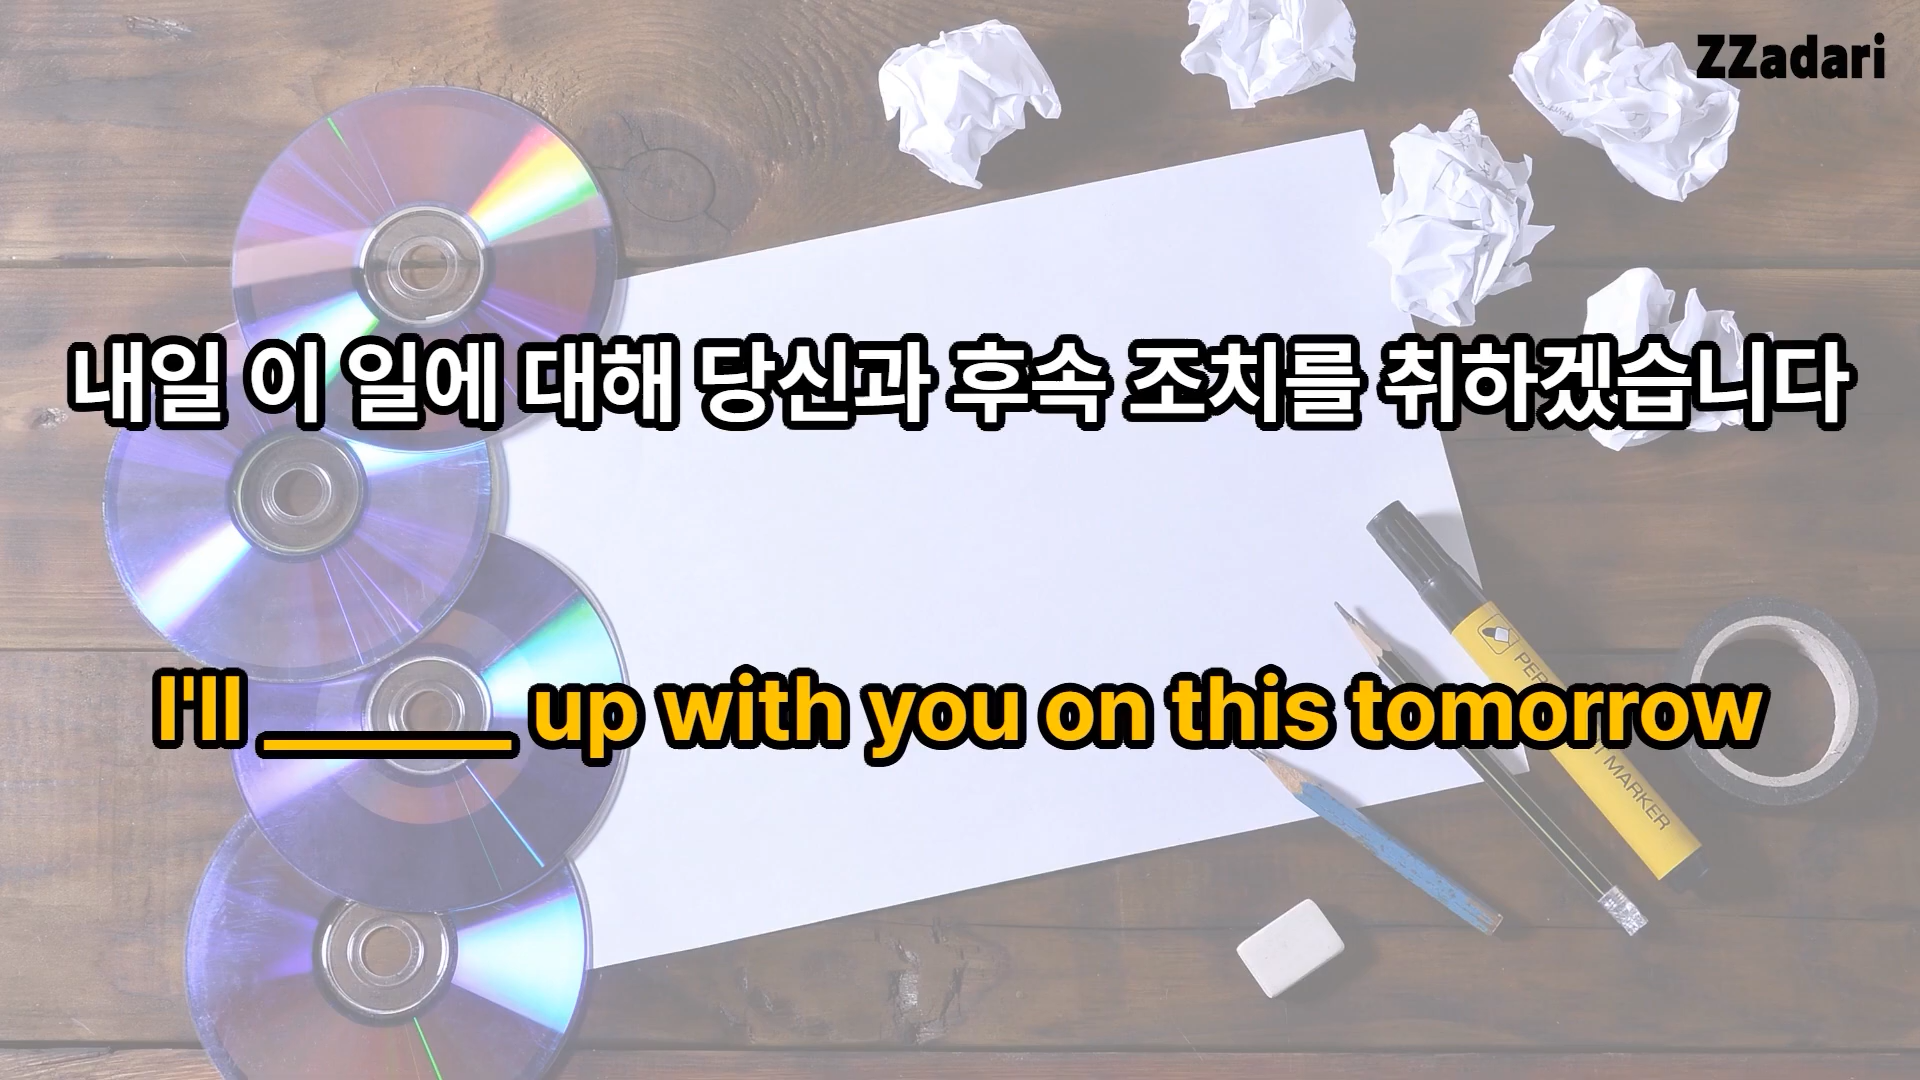 ZZadari
내일 이 일에 대해 당신과 후속 조치를 취하겠습니다
I'll ______ up with you on this tomorrow
MARKER